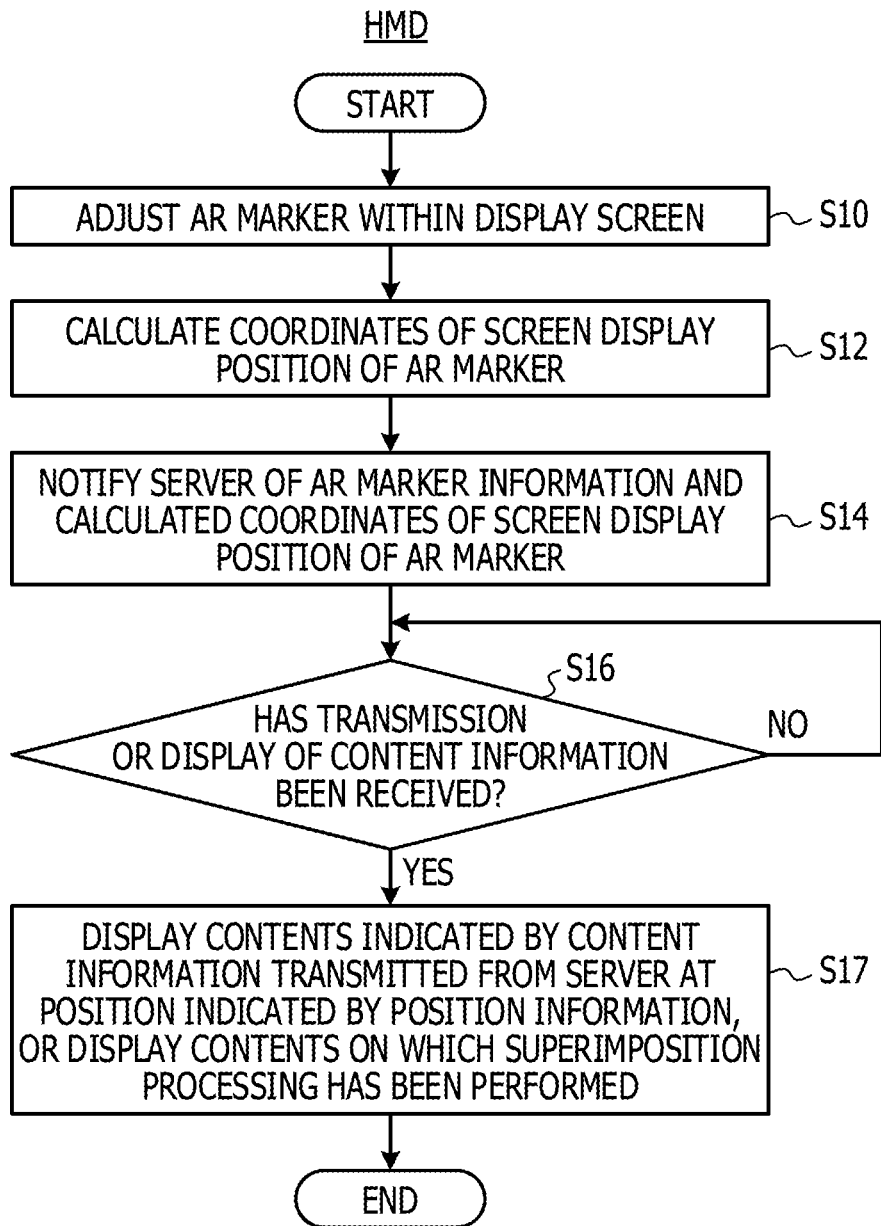 HMD
START
ADJUST AR MARKER WITHIN DISPLAY SCREEN
S10
CALCULATE COORDINATES OF SCREEN DISPLAY
POSITION OF AR MARKER
S12
NOTIFY SERVER OF AR MARKER INFORMATION AND
CALCULATED COORDINATES OF SCREEN DISPLAY
POSITION OF AR MARKER
S14
S16
HAS TRANSMISSION
OR DISPLAY OF CONTENT INFORMATION
BEEN RECEIVED?
NO
YES
DISPLAY CONTENTS INDICATED BY CONTENT
INFORMATION TRANSMITTED FROM SERVER AT
POSITION INDICATED BY POSITION INFORMATION,
OR DISPLAY CONTENTS ON WHICH SUPERIMPOSITION
PROCESSING HAS BEEN PERFORMED
S17
END